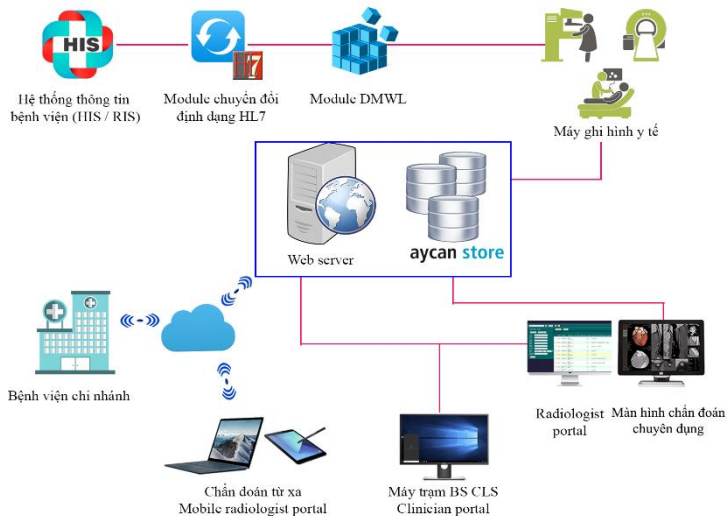 HIS
H7
Hệ thống thông tin
bệnh viện (HIS / RIS)
Module chuyển đổi
định dạng HL7
Module DMWL
Máy ghi hình y tế
Web server
aycan store
Bệnh viện chi nhánh
Chẩn đoán từ xa
Mobile radiologist portal
Máy trạm BS CLS
Clinician portal
Radiologist
portal
Màn hình chẩn đoán
chuyên dụng